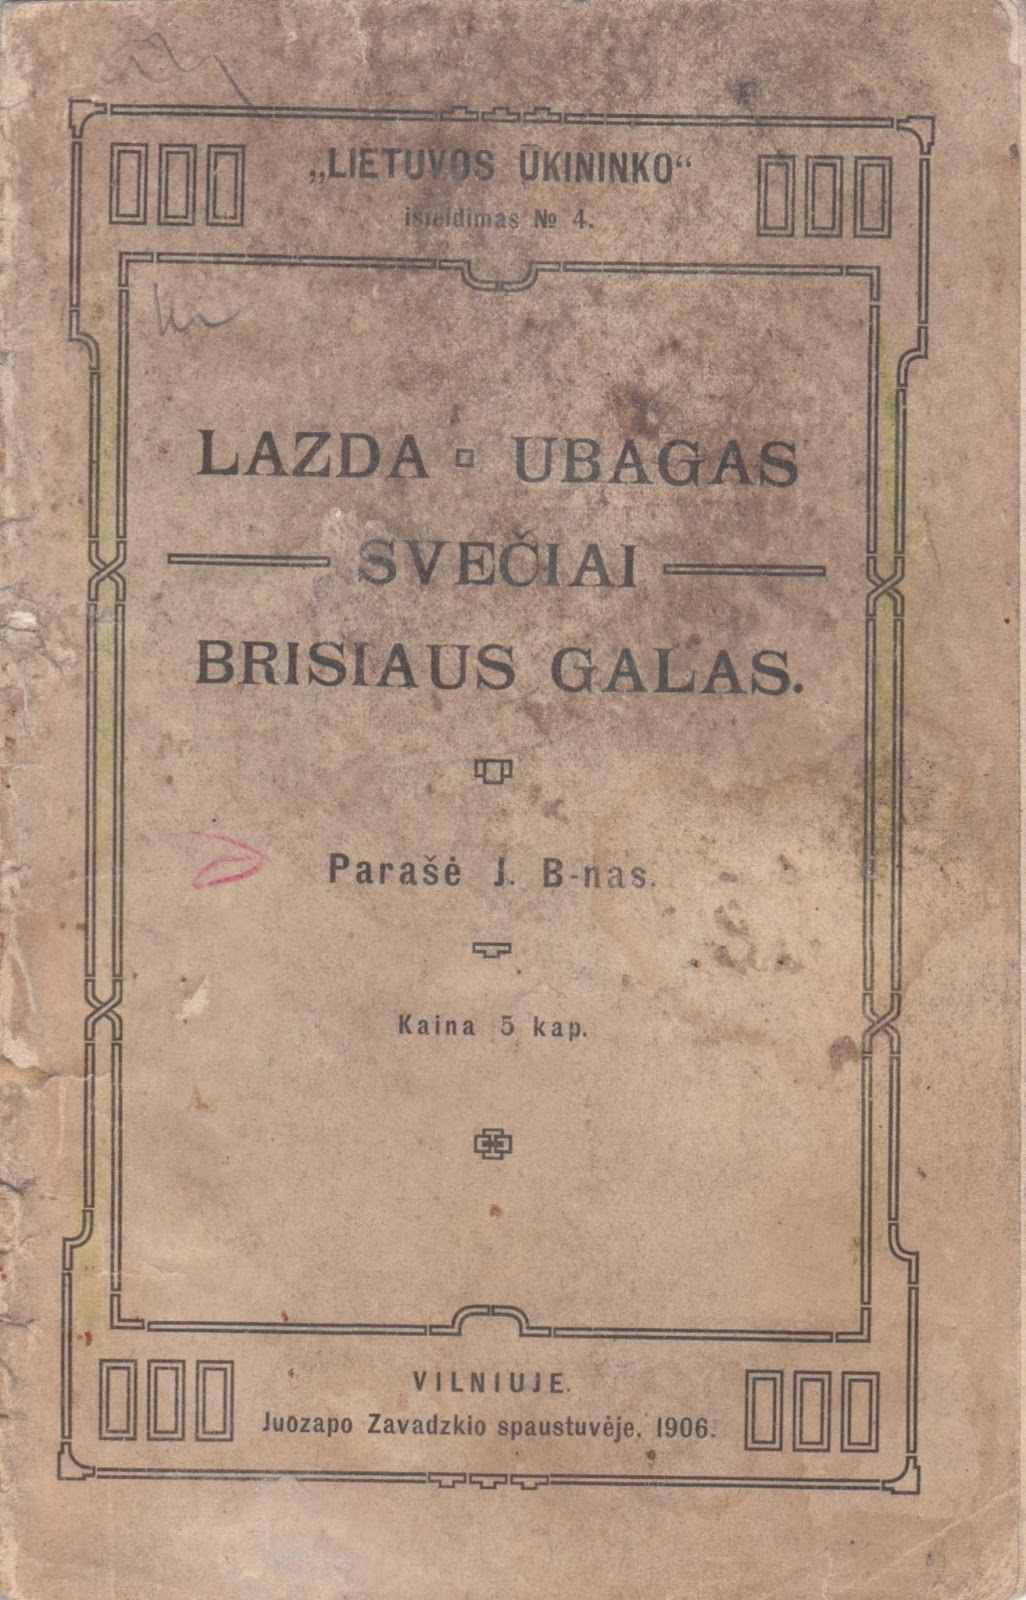 „LIETUVOS ŪKININKO“
išleidimas № 4.
LAZDA ▫ UBAGAS
SVEČIAI
BRISIAUS GALAS.
Parašė J. B-nas.
Kaina 5 kap.
VILNIUJE.
Juozapo Zavadzkio spaustuvėje, 1906.